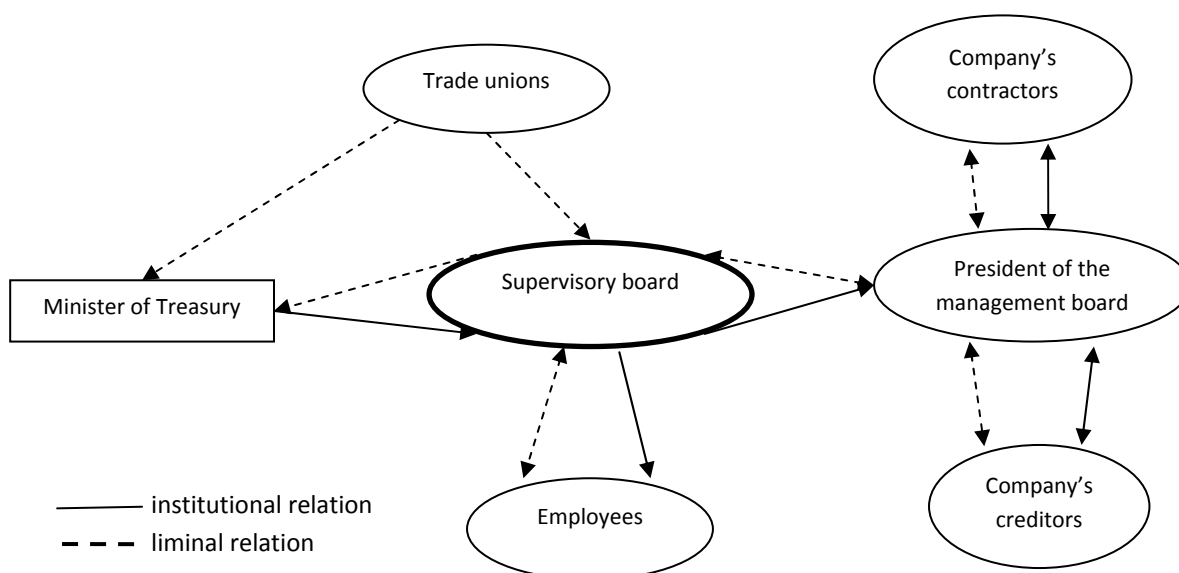 Trade unions
Company’s
contractors
Minister of Treasury
Supervisory board
President of the
management board
Employees
Company’s
creditors
institutional relation
liminal relation